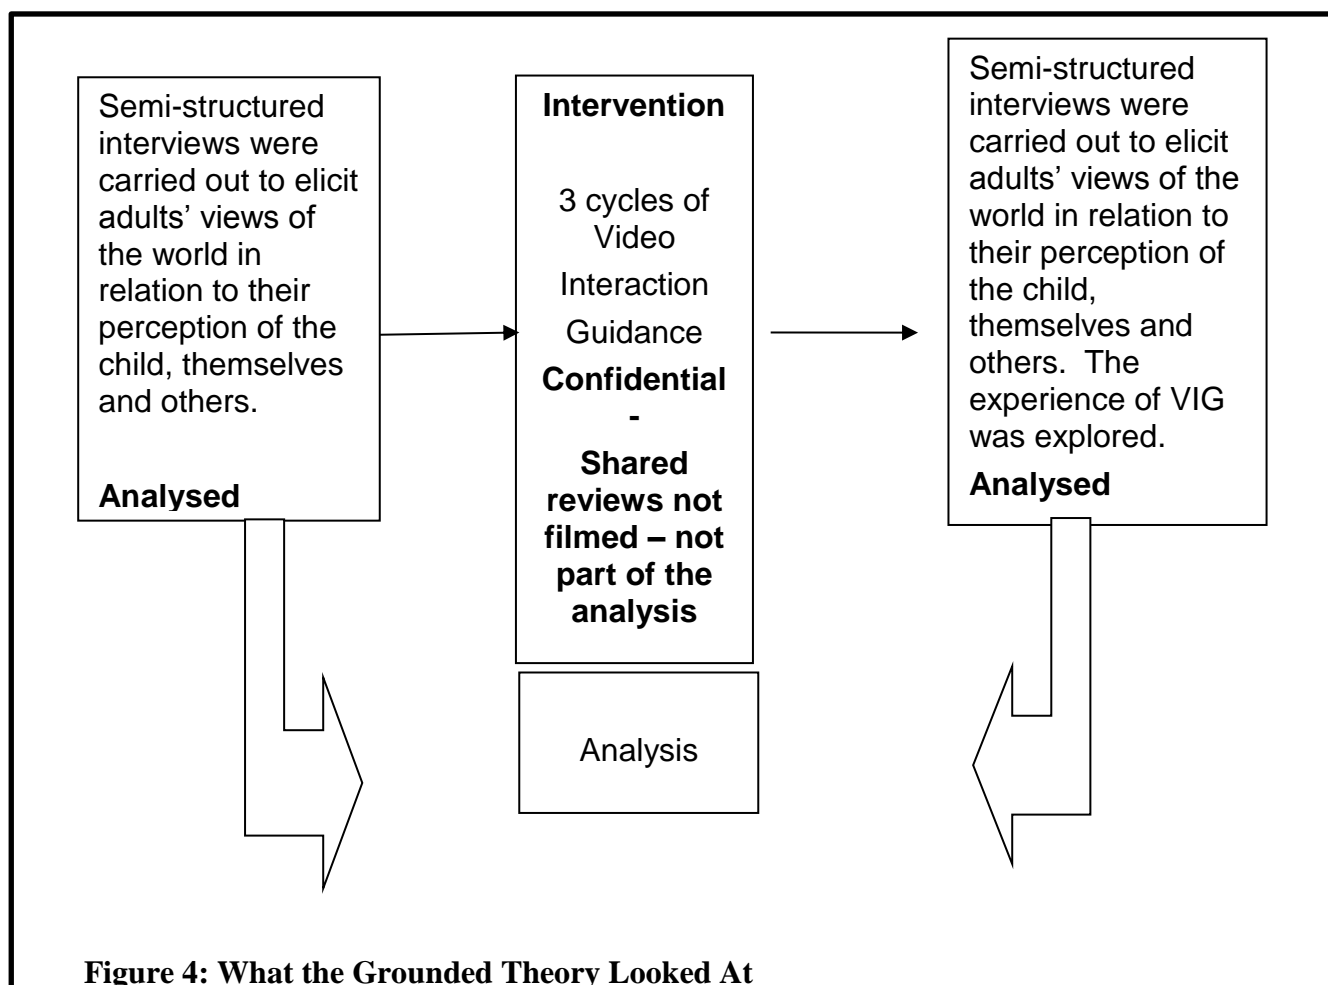 Semi-structured
interviews were
carried out to elicit
adults’ views of
the world in
relation to their
perception of the
child, themselves
and others.
Analysed
Intervention
3 cycles of
Video
Interaction
Guidance
Confidential
-
Shared
reviews not
filmed – not
part of the
analysis
Semi-structured
interviews were
carried out to elicit
adults’ views of the
world in relation to
their perception of
the child,
themselves and
others.  The
experience of VIG
was explored.
Analysed
Analysis
Figure 4: What the Grounded Theory Looked At